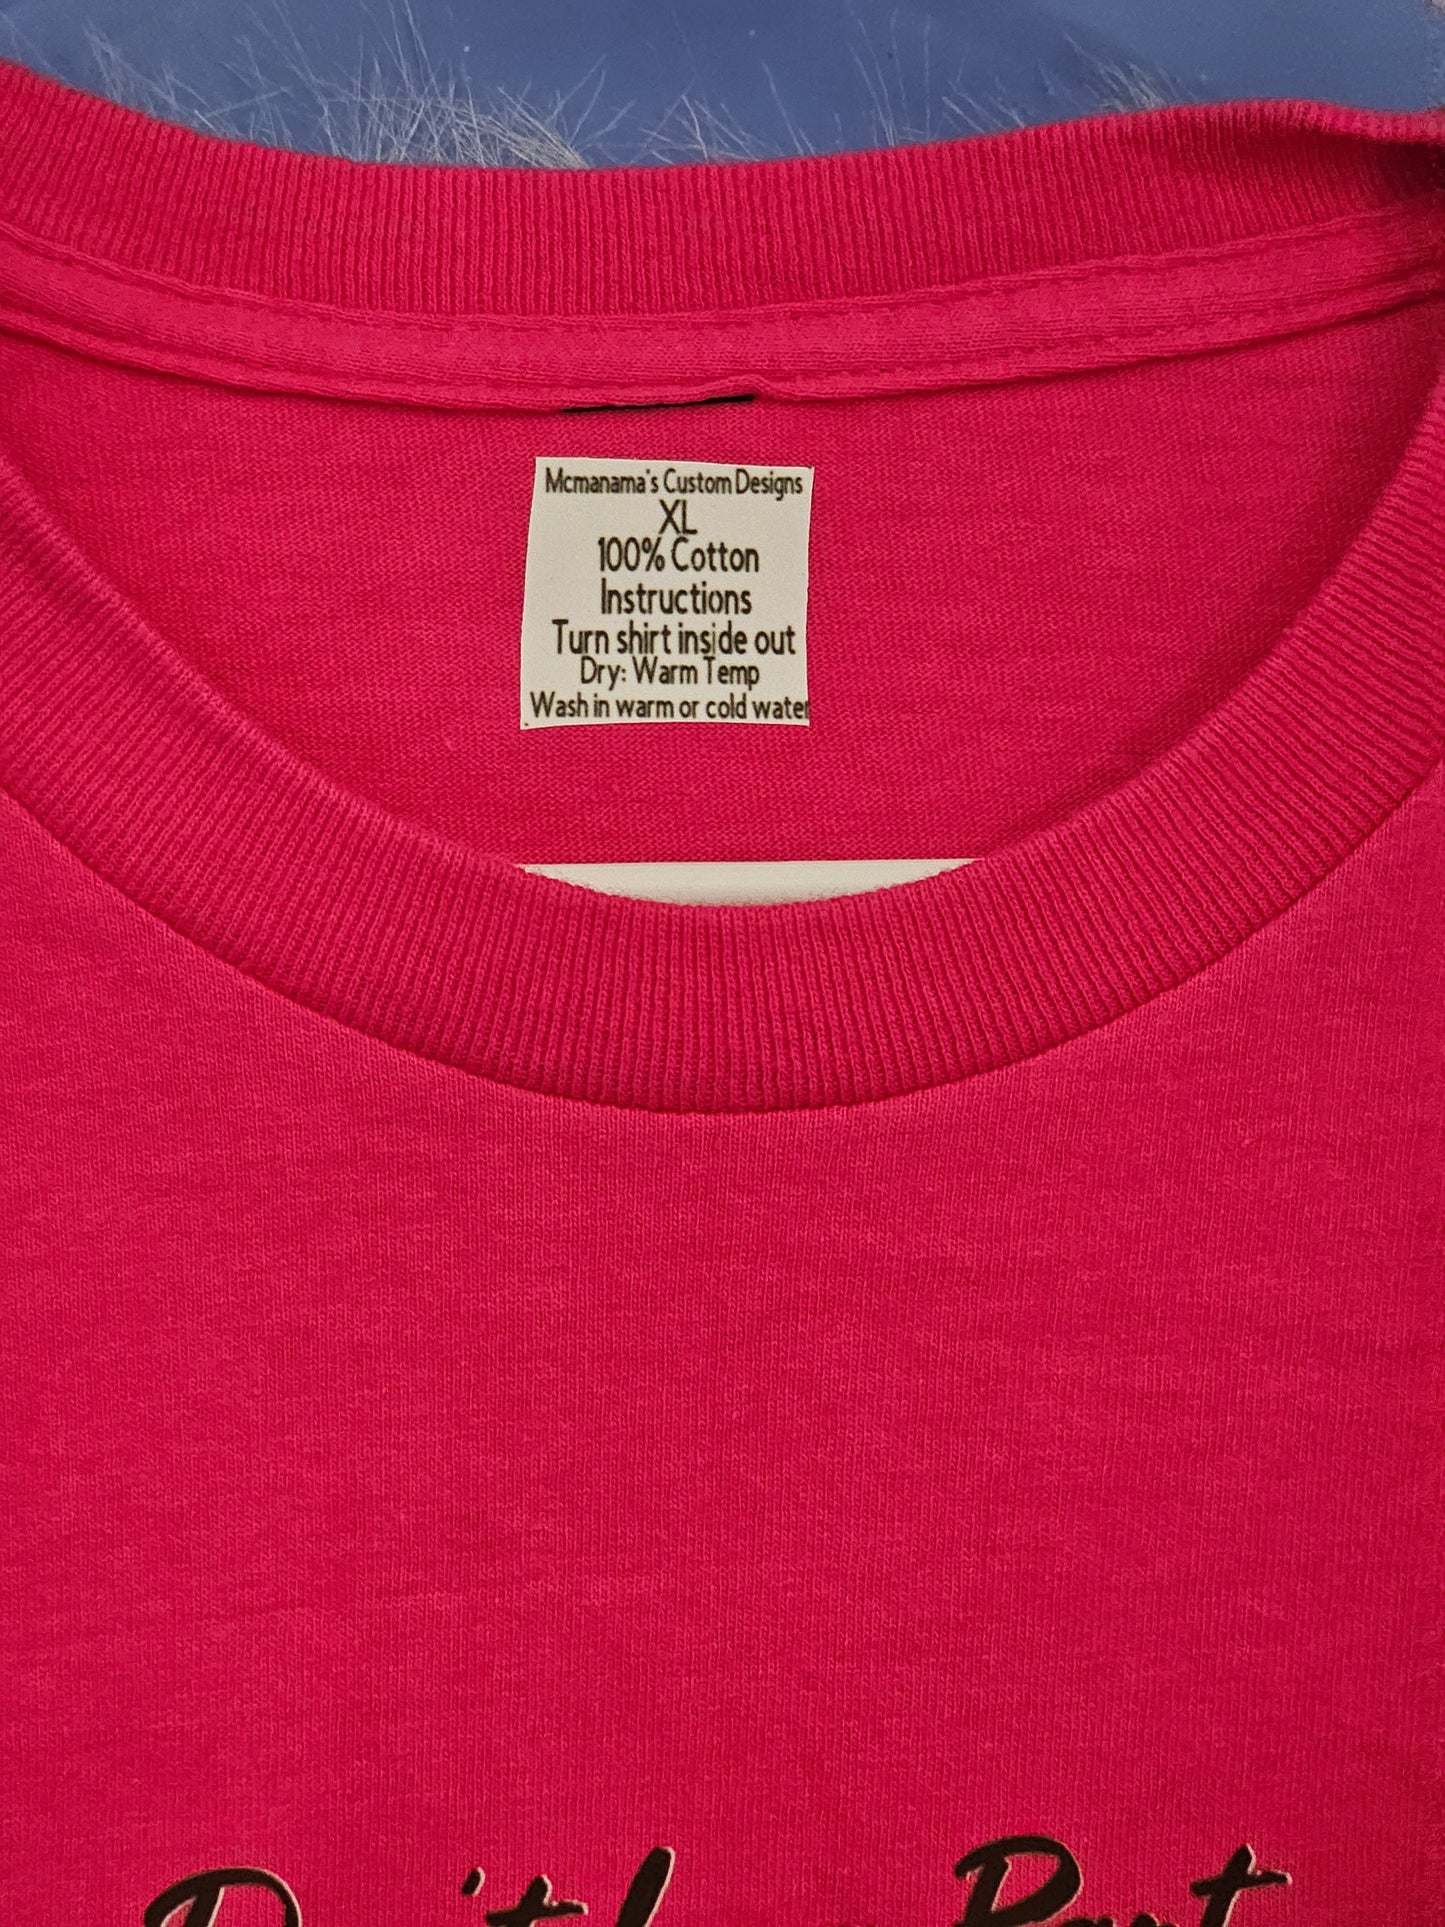 Mcmanama's Custom Designs
XL
100% Cotton
Instructions
Turn shirt inside out
Dry: Warm Temp
Wash in warm or cold water
Don't